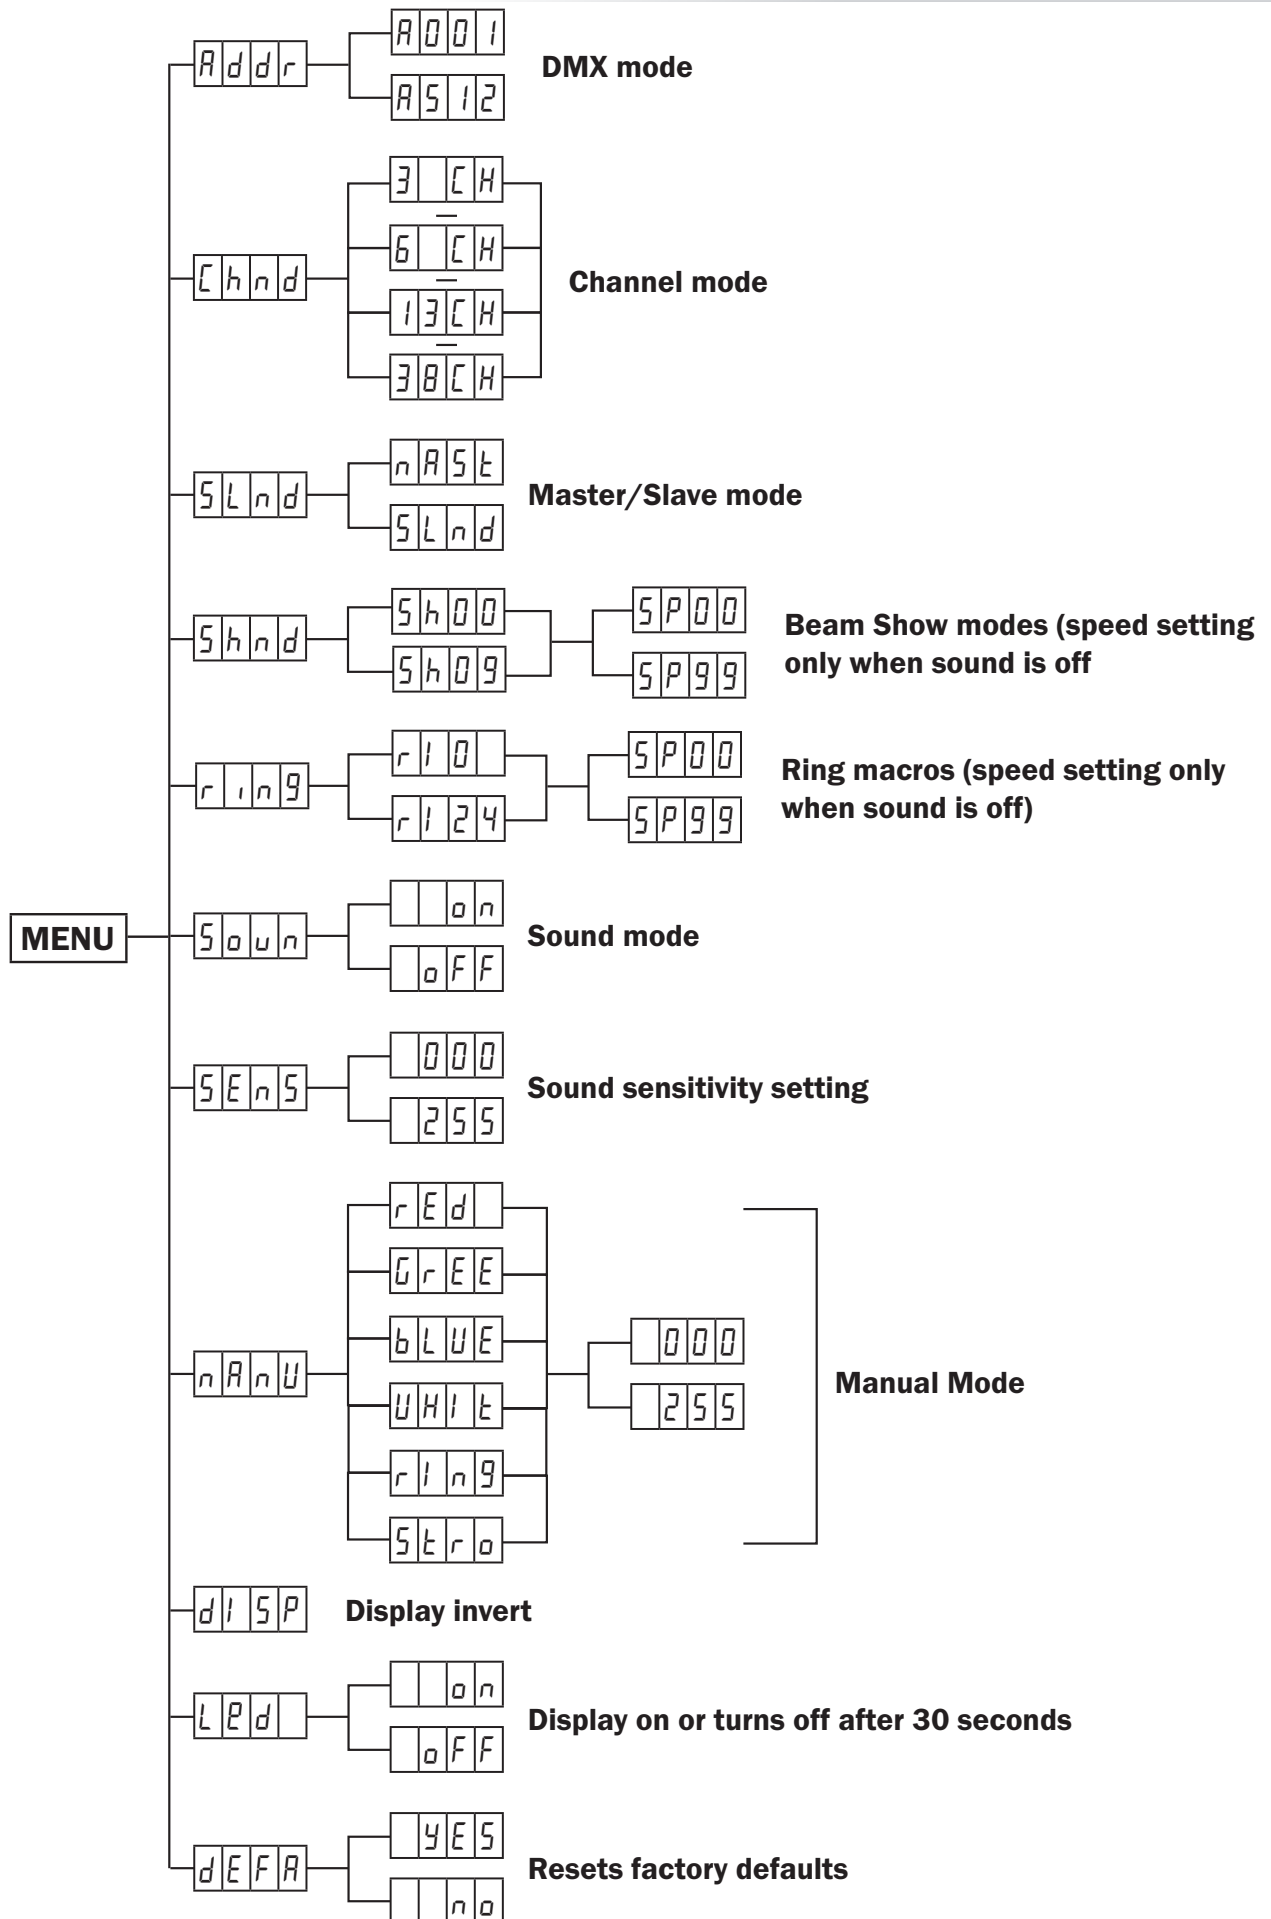 A001
Addr
DMX mode
A512
3 CH
6 CH
Chnd
Channel mode
13CH
38CH
nASt
SLnd
Master/Slave mode
SLnd
Sh00
SP00
Shnd
Beam Show modes (speed setting
only when sound is off
Sh09
SP99
rI0
SP00
ring
Ring macros (speed setting only
when sound is off)
rI24
SP99
on
MENU
Soun
Sound mode
oFF
000
SEnS
Sound sensitivity setting
255
rEd
GrEE
bLUE
000
nAnU
Manual Mode
UHIt
255
rIng
Stro
dISP
Display invert
on
Led
Display on or turns off after 30 seconds
oFF
yES
dEFA
Resets factory defaults
no